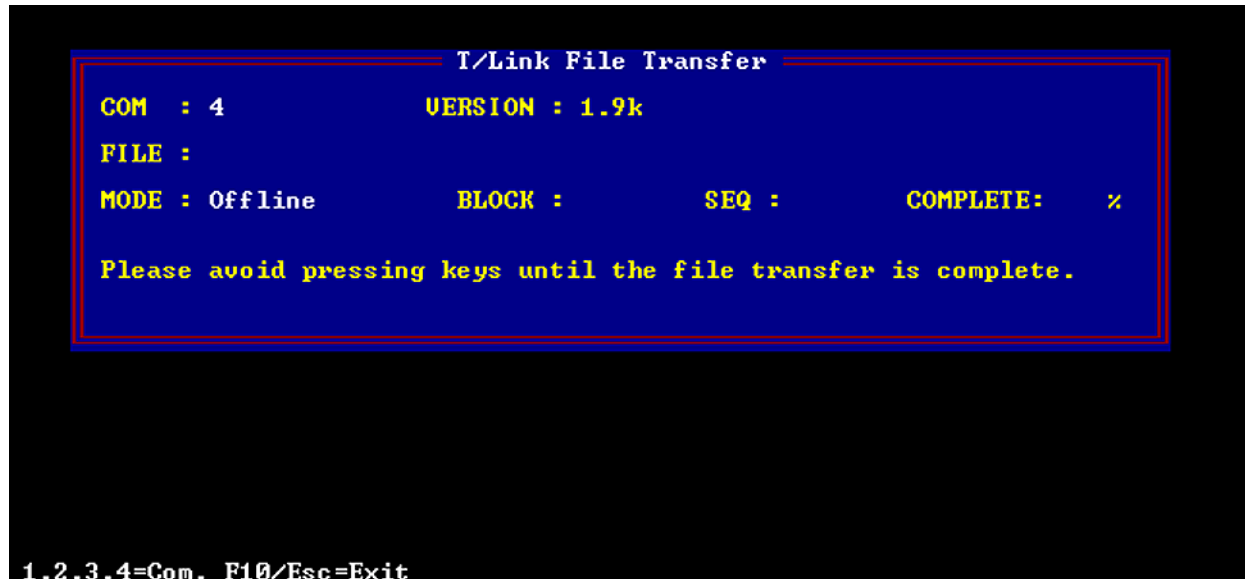 T/Link File Transfer
COM : 4 VERSION : 1.9k
FILE :
MODE : Offline BLOCK : SEQ : COMPLETE: %
Please avoid pressing keys until the file transfer is complete.
1,2,3,4=Com, F10/Esc=Exit